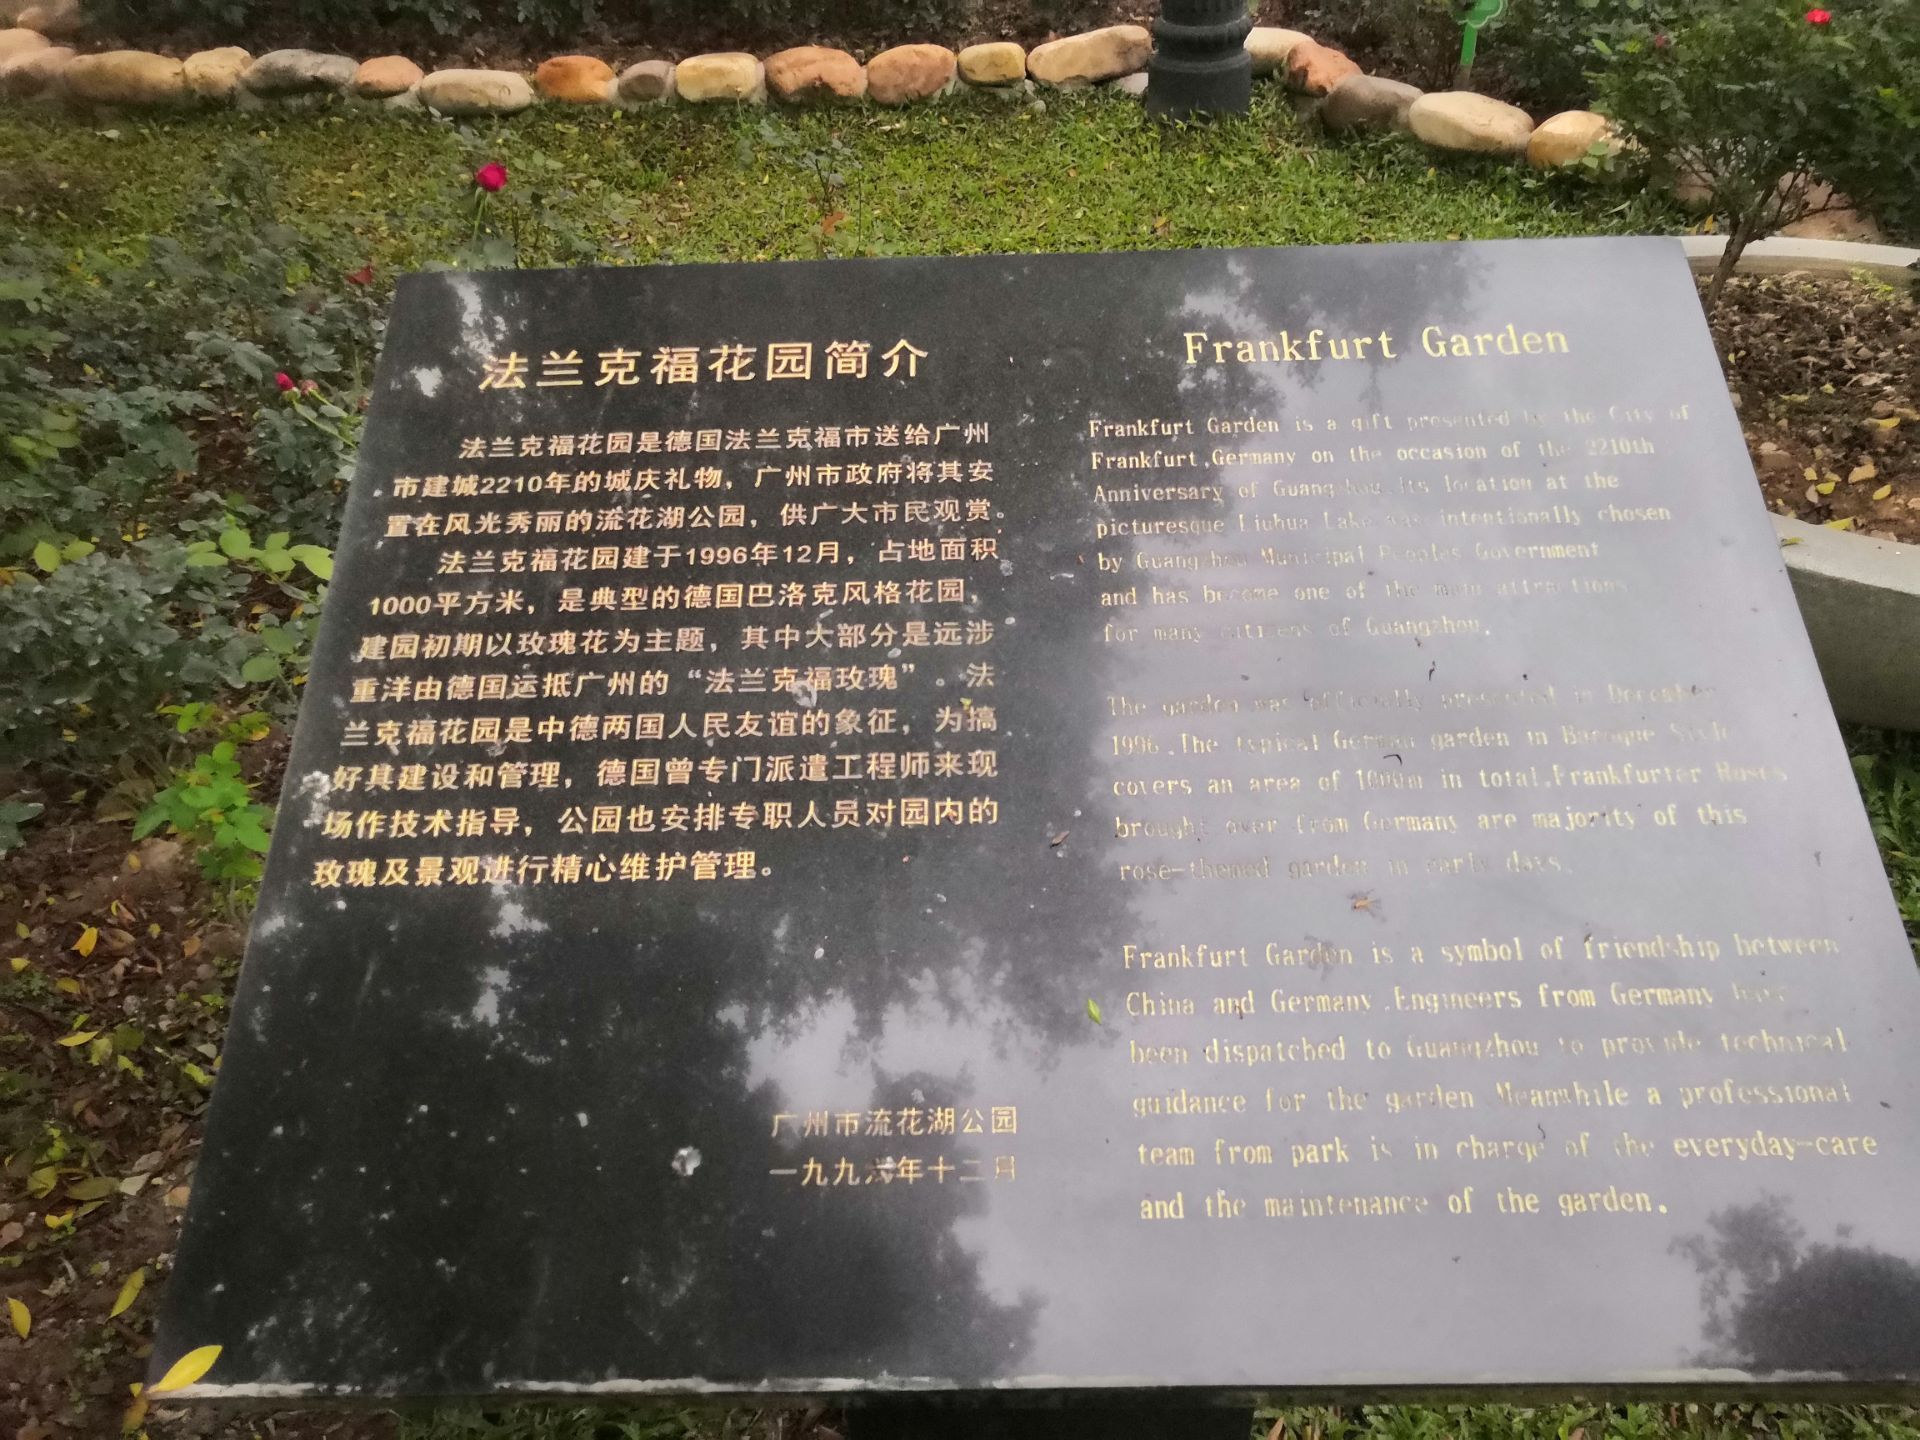 法兰克福花园简介
法兰克福花园是德国法兰克福市送给广州
市建城2210年的城庆礼物，广州市政府将其安
置在风光秀丽的流花湖公园，供广大市民观赏。
法兰克福花园建于1996年12月，占地面积
1000平方米，是典型的德国巴洛克风格花园，
建园初期以玫瑰花为主题，其中大部分是远涉
重洋由德国运抵广州的“法兰克福玫瑰”。法
兰克福花园是中德两国人民友谊的象征，为搞
好其建设和管理，德国曾专门派遣工程师来现
场作技术指导，公园也安排专职人员对园内的
玫瑰及景观进行精心维护管理。
广州市流花湖公园
一九九六年十二月
Frankfurt Garden
Frankfurt Garden is a gift presented by the City of
Frankfurt,Germany on the occasion of the 2210th
Anniversary of Guangzhou.Its location at the
picturesque Liuhua Lake was intentionally chosen
by Guangzhou Municipal Peoples Government
and has become one of the main attractions
for many citizens of Guangzhou.
The garden was officially presented in December
1996.The typical German garden in Baroque Style
covers an area of 1000m in total.Frankfurter Roses
brought over from Germany are majority of this
rose-themed garden in early days.
Frankfurt Garden is a symbol of friendship between
China and Germany.Engineers from Germany have
been dispatched to Guangzhou to provide technical
guidance for the garden Meanwhile a professional
team from park is in charge of the everyday-care
and the maintenance of the garden.